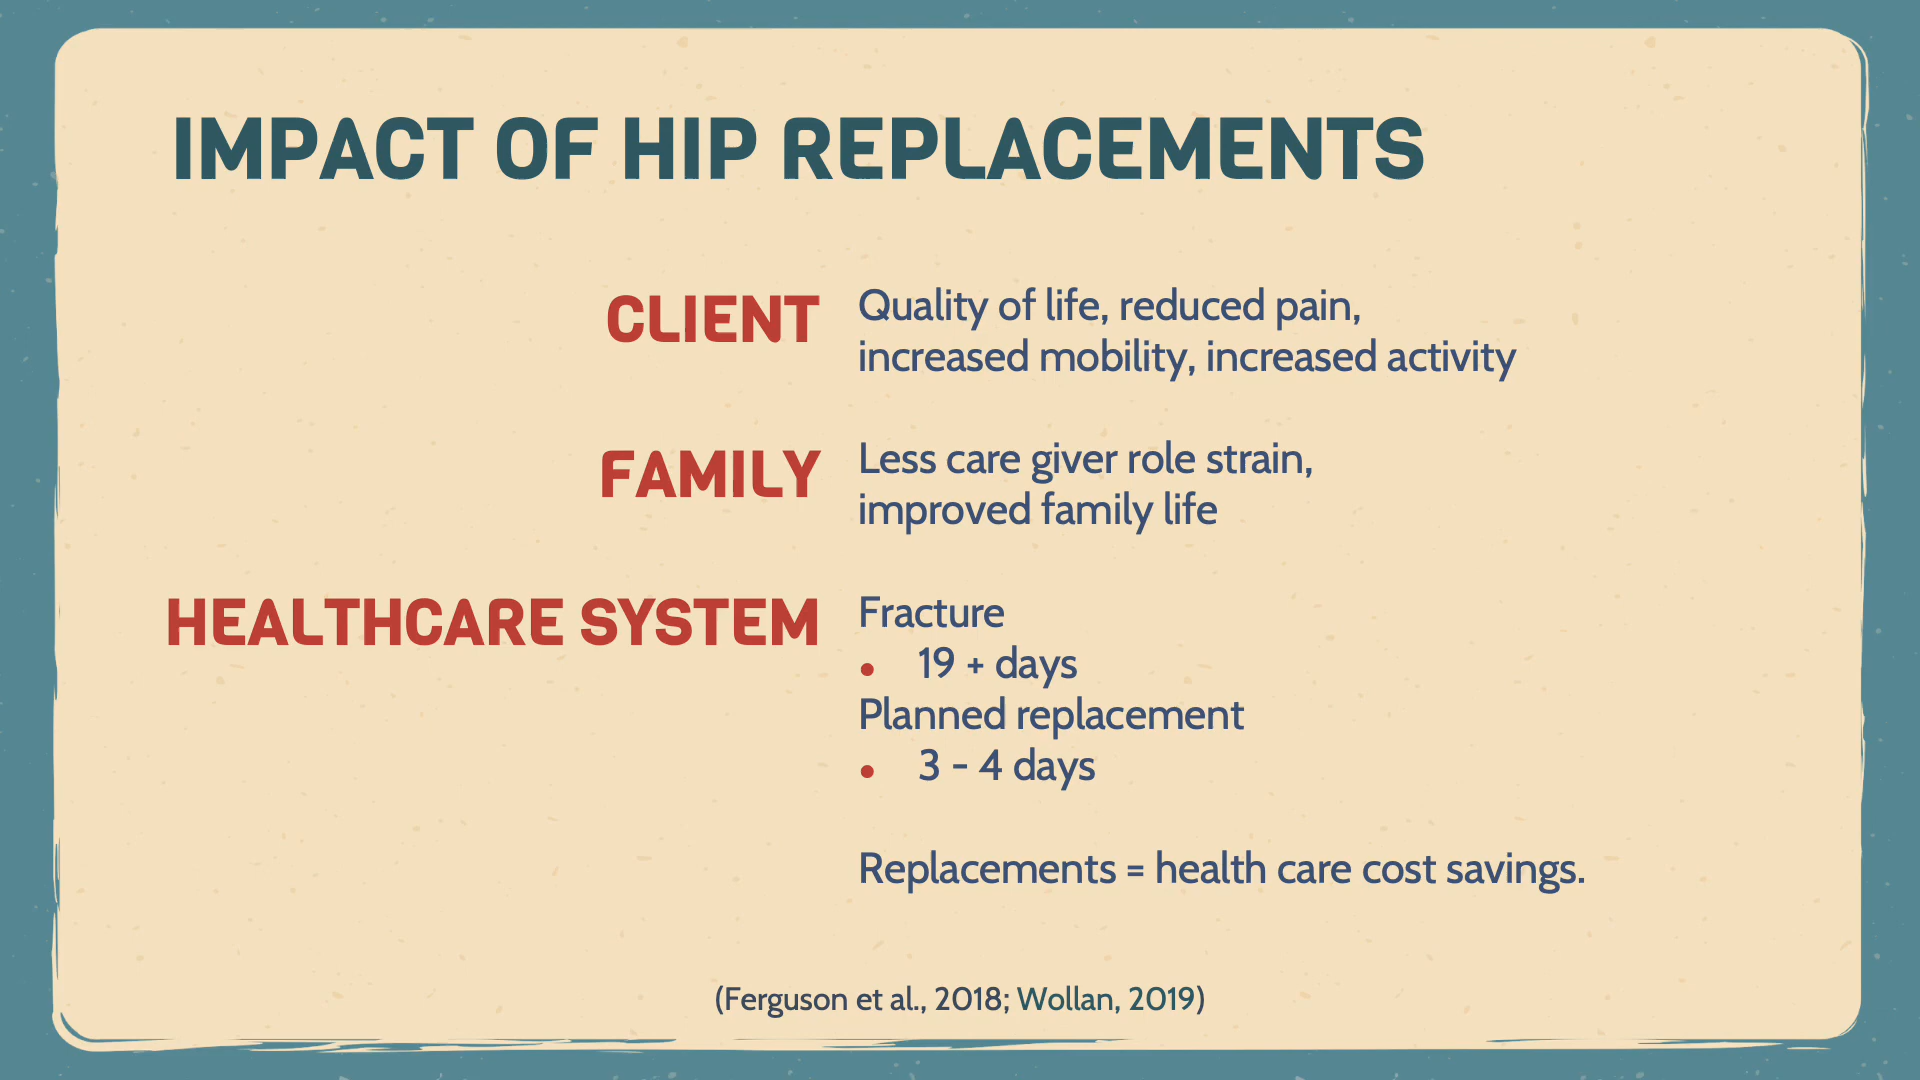 IMPACT OF HIP REPLACEMENTS
CLIENT
Quality of life, reduced pain,
increased mobility, increased activity
FAMILY
Less care giver role strain,
improved family life
HEALTHCARE SYSTEM
Fracture
• 19 + days
Planned replacement
• 3 - 4 days
Replacements = health care cost savings.
(Ferguson et al., 2018; Wollan, 2019)